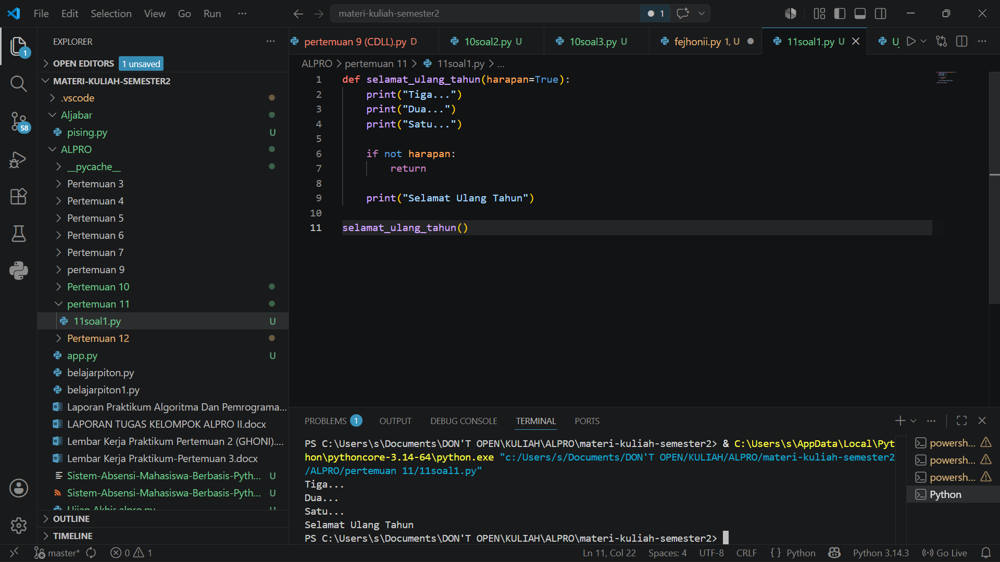 File Edit Selection View Go Run ···
materi-kuliah-semester2
1
EXPLORER
OPEN EDITORS 1 unsaved
MATERI-KULIAH-SEMESTER2
.vscode
Aljabar
pising.py U
ALPRO
__pycache__
Pertemuan 3
Pertemuan 4
Pertemuan 5
Pertemuan 6
Pertemuan 7
pertemuan 9
Pertemuan 10
pertemuan 11
11soal1.py U
Pertemuan 12
app.py U
belajarpiton.py
belajarpiton1.py
Laporan Praktikum Algoritma Dan Pemrograma...
LAPORAN TUGAS KELOMPOK ALPRO II.docx
Lembar Kerja Praktikum Pertemuan 2 (GHONI)....
Lembar Kerja Praktikum-Pertemuan 3.docx
Sistem-Absensi-Mahasiswa-Berbasis-Pyth... U
Sistem-Absensi-Mahasiswa-Berbasis-Pyth... U
Ujian Akhir alpro.py U
OUTLINE
TIMELINE
1
58
pertemuan 9 (CDLL).py D 10soal2.py U 10soal3.py U fejhonii.py 1, U 11soal1.py U
ALPRO > pertemuan 11 > 11soal1.py > ...
1 def selamat_ulang_tahun(harapan=True):
2 print("Tiga...")
3 print("Dua...")
4 print("Satu...")
5
6 if not harapan:
7 return
8
9 print("Selamat Ulang Tahun")
10
11 selamat_ulang_tahun()
PROBLEMS 1 OUTPUT DEBUG CONSOLE TERMINAL PORTS
PS C:\Users\s\Documents\DON'T OPEN\KULIAH\ALPRO\materi-kuliah-semester2> & C:\Users\s\AppData\Local\Pyt
hon\pythoncore-3.14-64\python.exe "c:/Users/s/Documents/DON'T OPEN/KULIAH/ALPRO/materi-kuliah-semester2
/ALPRO/pertemuan 11/11soal1.py"
Tiga...
Dua...
Satu...
Selamat Ulang Tahun
PS C:\Users\s\Documents\DON'T OPEN\KULIAH\ALPRO\materi-kuliah-semester2>
powersh...
powersh...
powersh...
Python
master* 0 1 Ln 11, Col 22 Spaces: 4 UTF-8 CRLF { } Python Python 3.14.3 Go Live